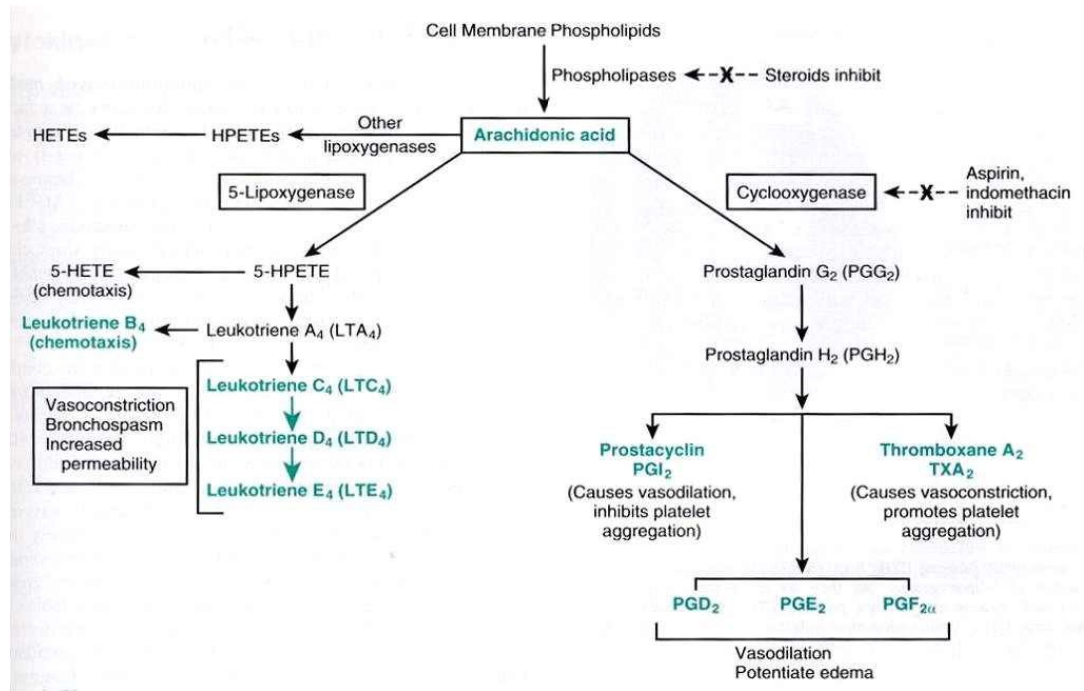 Cell Membrane Phospholipids
Phospholipases
X
Steroids inhibit
HETEs
HPETEs
Other
lipoxygenases
Arachidonic acid
5-Lipoxygenase
Cyclooxygenase
X
Aspirin,
indomethacin
inhibit
5-HETE
(chemotaxis)
5-HPETE
Prostaglandin G₂ (PGG₂)
Leukotriene B₄
(chemotaxis)
Leukotriene A₄ (LTA₄)
Prostaglandin H₂ (PGH₂)
Vasoconstriction
Bronchospasm
Increased
permeability
Leukotriene C₄ (LTC₄)
Leukotriene D₄ (LTD₄)
Leukotriene E₄ (LTE₄)
Prostacyclin
PGI₂
(Causes vasodilation,
inhibits platelet
aggregation)
Thromboxane A₂
TXA₂
(Causes vasoconstriction,
promotes platelet
aggregation)
PGD₂
PGE₂
PGF₂α
Vasodilation
Potentiate edema